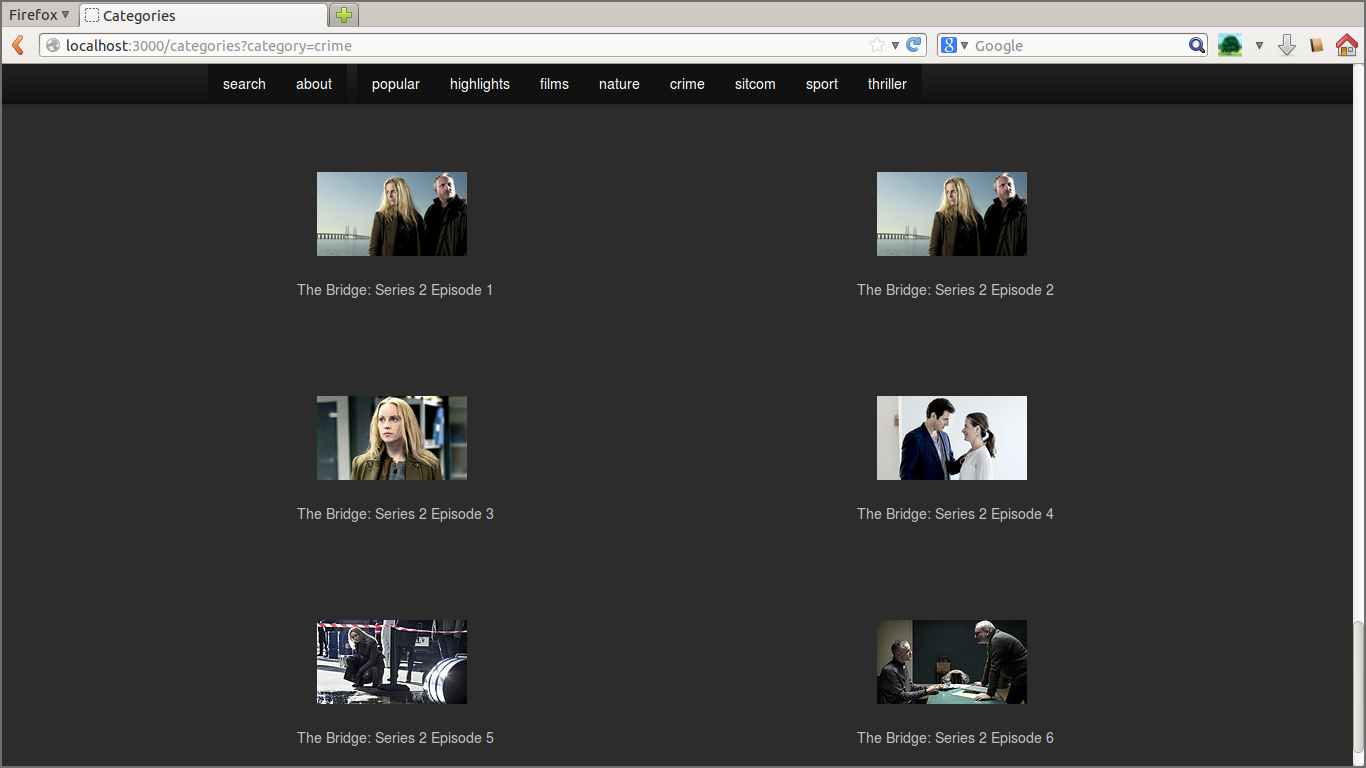 Firefox
Categories
localhost:3000/categories?category=crime
8 Google
search about popular highlights films nature crime sitcom sport thriller
The Bridge: Series 2 Episode 1
The Bridge: Series 2 Episode 2
The Bridge: Series 2 Episode 3
The Bridge: Series 2 Episode 4
The Bridge: Series 2 Episode 5
The Bridge: Series 2 Episode 6